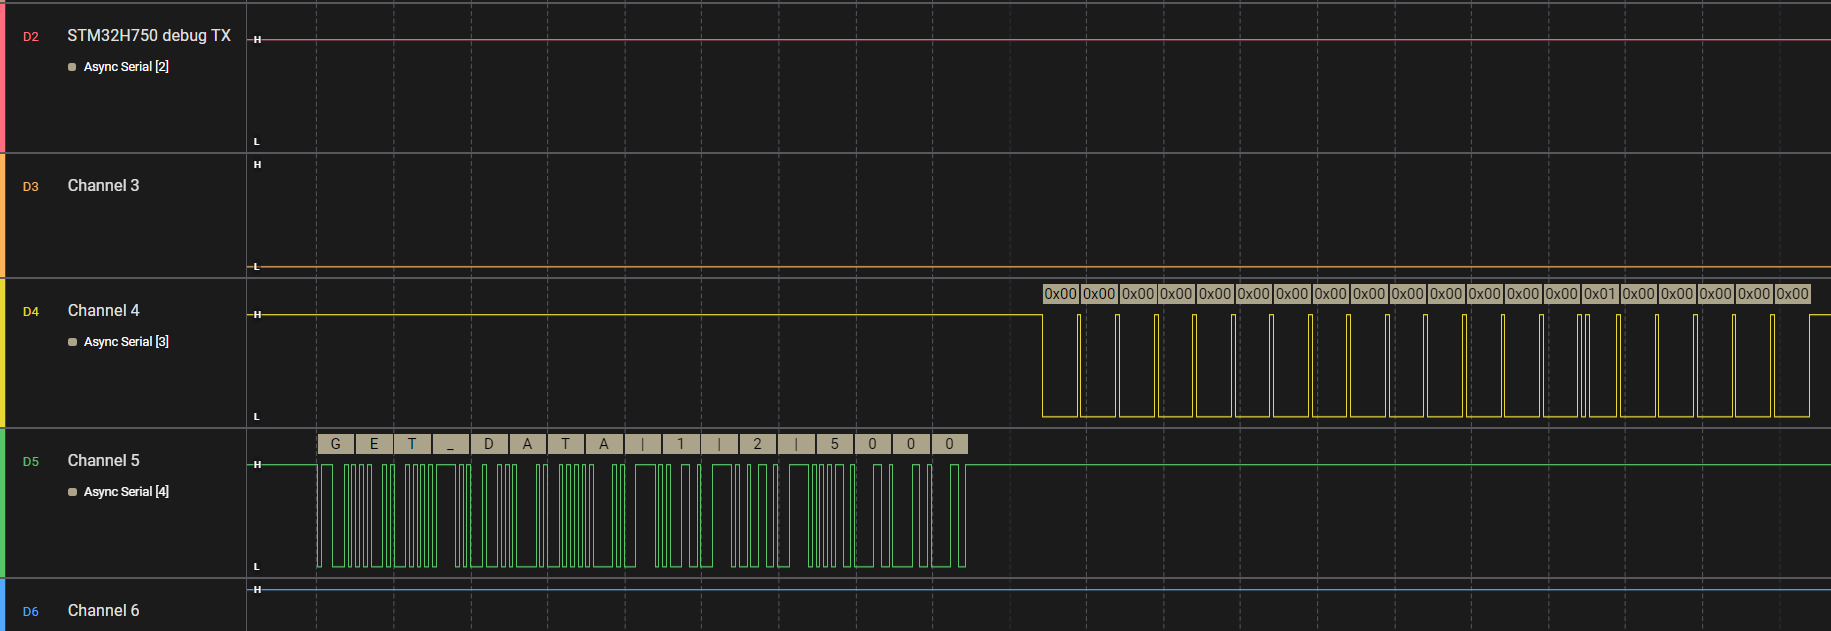 D2 STM32H750 debug TX
Async Serial [2]
H
L
D3 Channel 3
H
L
D4 Channel 4
Async Serial [3]
H
L
0x00 0x00 0x00 0x00 0x00 0x00 0x00 0x00 0x00 0x00 0x00 0x00 0x00 0x00 0x01 0x00 0x00 0x00 0x00 0x00
D5 Channel 5
Async Serial [4]
H
L
G E T _ D A T A | 1 | 2 | 5 0 0 0
D6 Channel 6
H